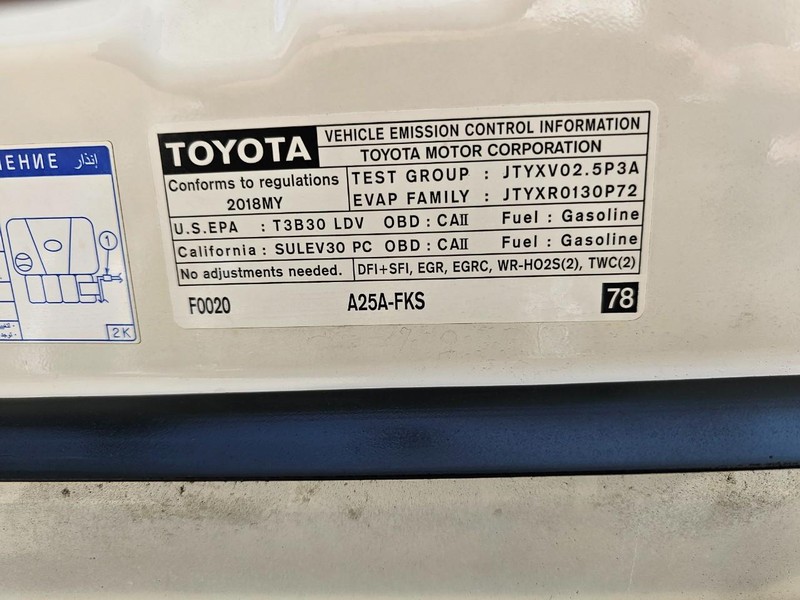 ЕНИЕ إنذار
1
2K
TOYOTA
VEHICLE EMISSION CONTROL INFORMATION
TOYOTA MOTOR CORPORATION
Conforms to regulations
2018MY
TEST GROUP : JTYXV02.5P3A
EVAP FAMILY : JTYXR0130P72
U.S.EPA : T3B30 LDV OBD : CAII Fuel : Gasoline
California : SULEV30 PC OBD : CAII Fuel : Gasoline
No adjustments needed.
DFI+SFI, EGR, EGRC, WR-HO2S(2), TWC(2)
F0020 A25A-FKS 78